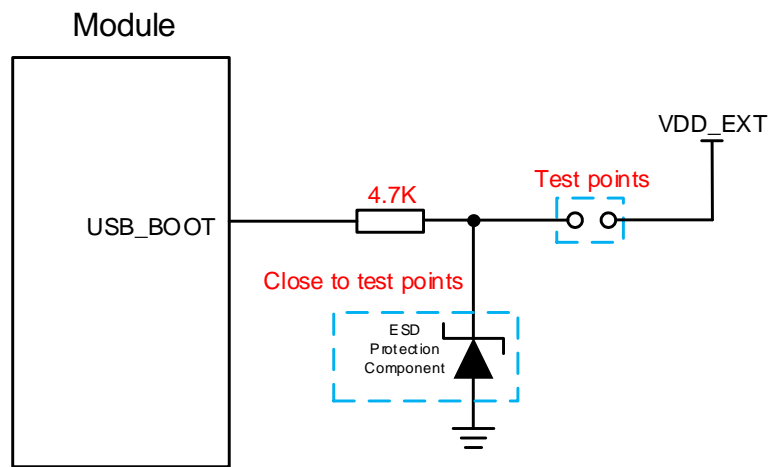 Module
VDD_EXT
Test points
4.7K
USB_BOOT
Close to test points
ESD
Protection
Component